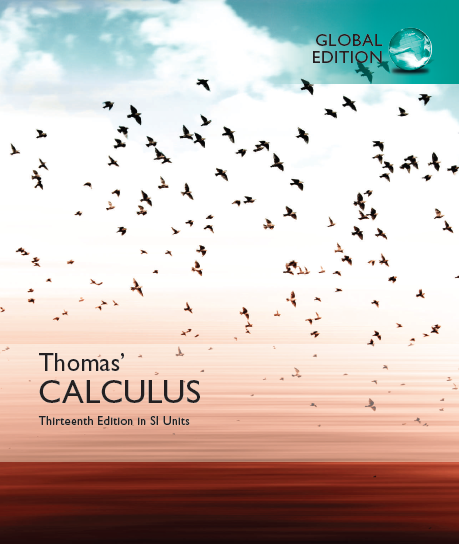 GLOBAL
EDITION
Thomas’
CALCULUS
Thirteenth Edition in SI Units